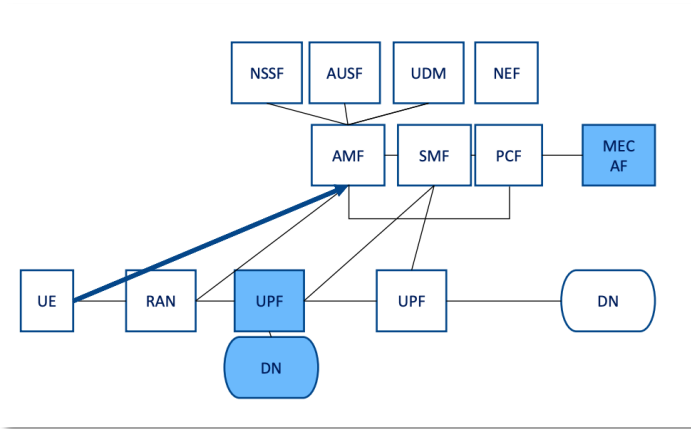 NSSF
AUSF
UDM
NEF
AMF
SMF
PCF
MEC
AF
UE
RAN
UPF
UPF
DN
DN